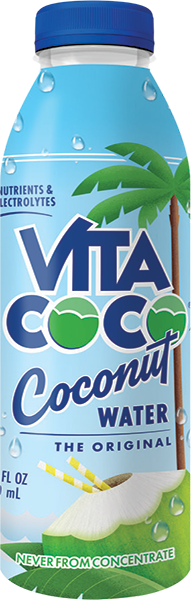 NUTRIENTS &
ELECTROLYTES
VITA
COCO
Coconut
WATER
THE ORIGINAL
FL OZ
mL
NEVER FROM CONCENTRATE